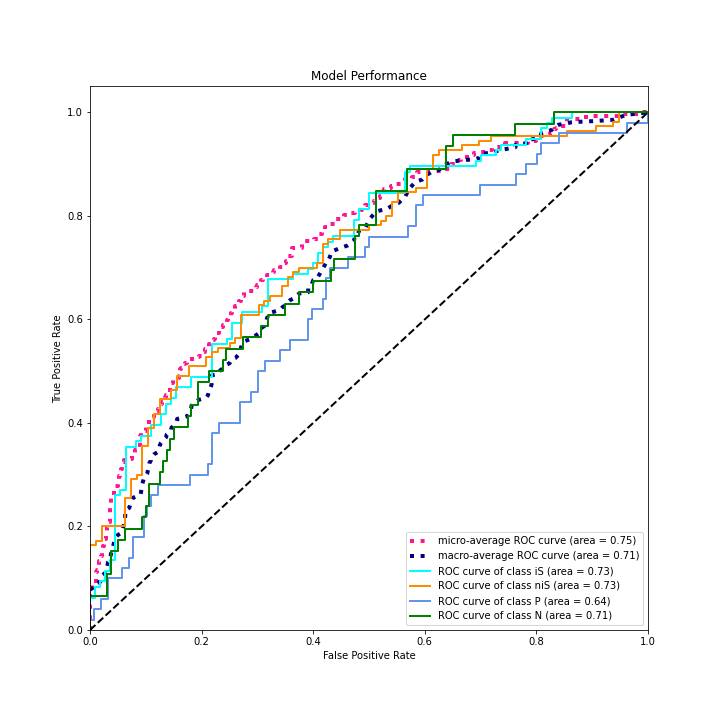 Model Performance
1.0
0.8
0.6
0.4
0.2
0.0
True Positive Rate
micro-average ROC curve (area = 0.75)
macro-average ROC curve (area = 0.71)
ROC curve of class iS (area = 0.73)
ROC curve of class niS (area = 0.73)
ROC curve of class P (area = 0.64)
ROC curve of class N (area = 0.71)
0.0 0.2 0.4 0.6 0.8 1.0
False Positive Rate